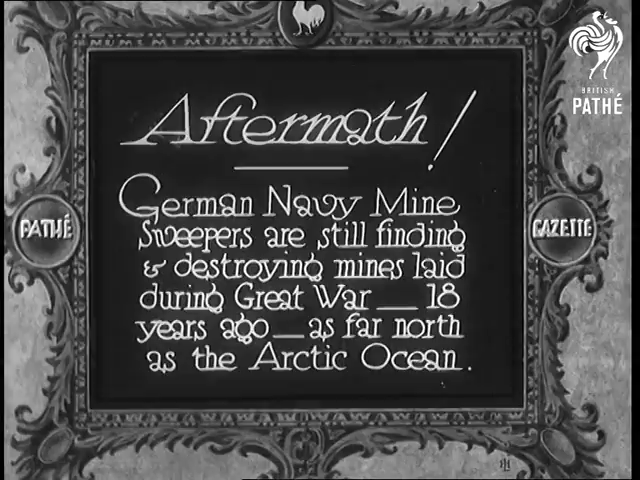 BRITISH
PATHÉ
Aftermath!
German Navy Mine
Sweepers are still finding
& destroying mines laid
during Great War __ 18
years ago __ as far north
as the Arctic Ocean.
PATHÉ
GAZETTE